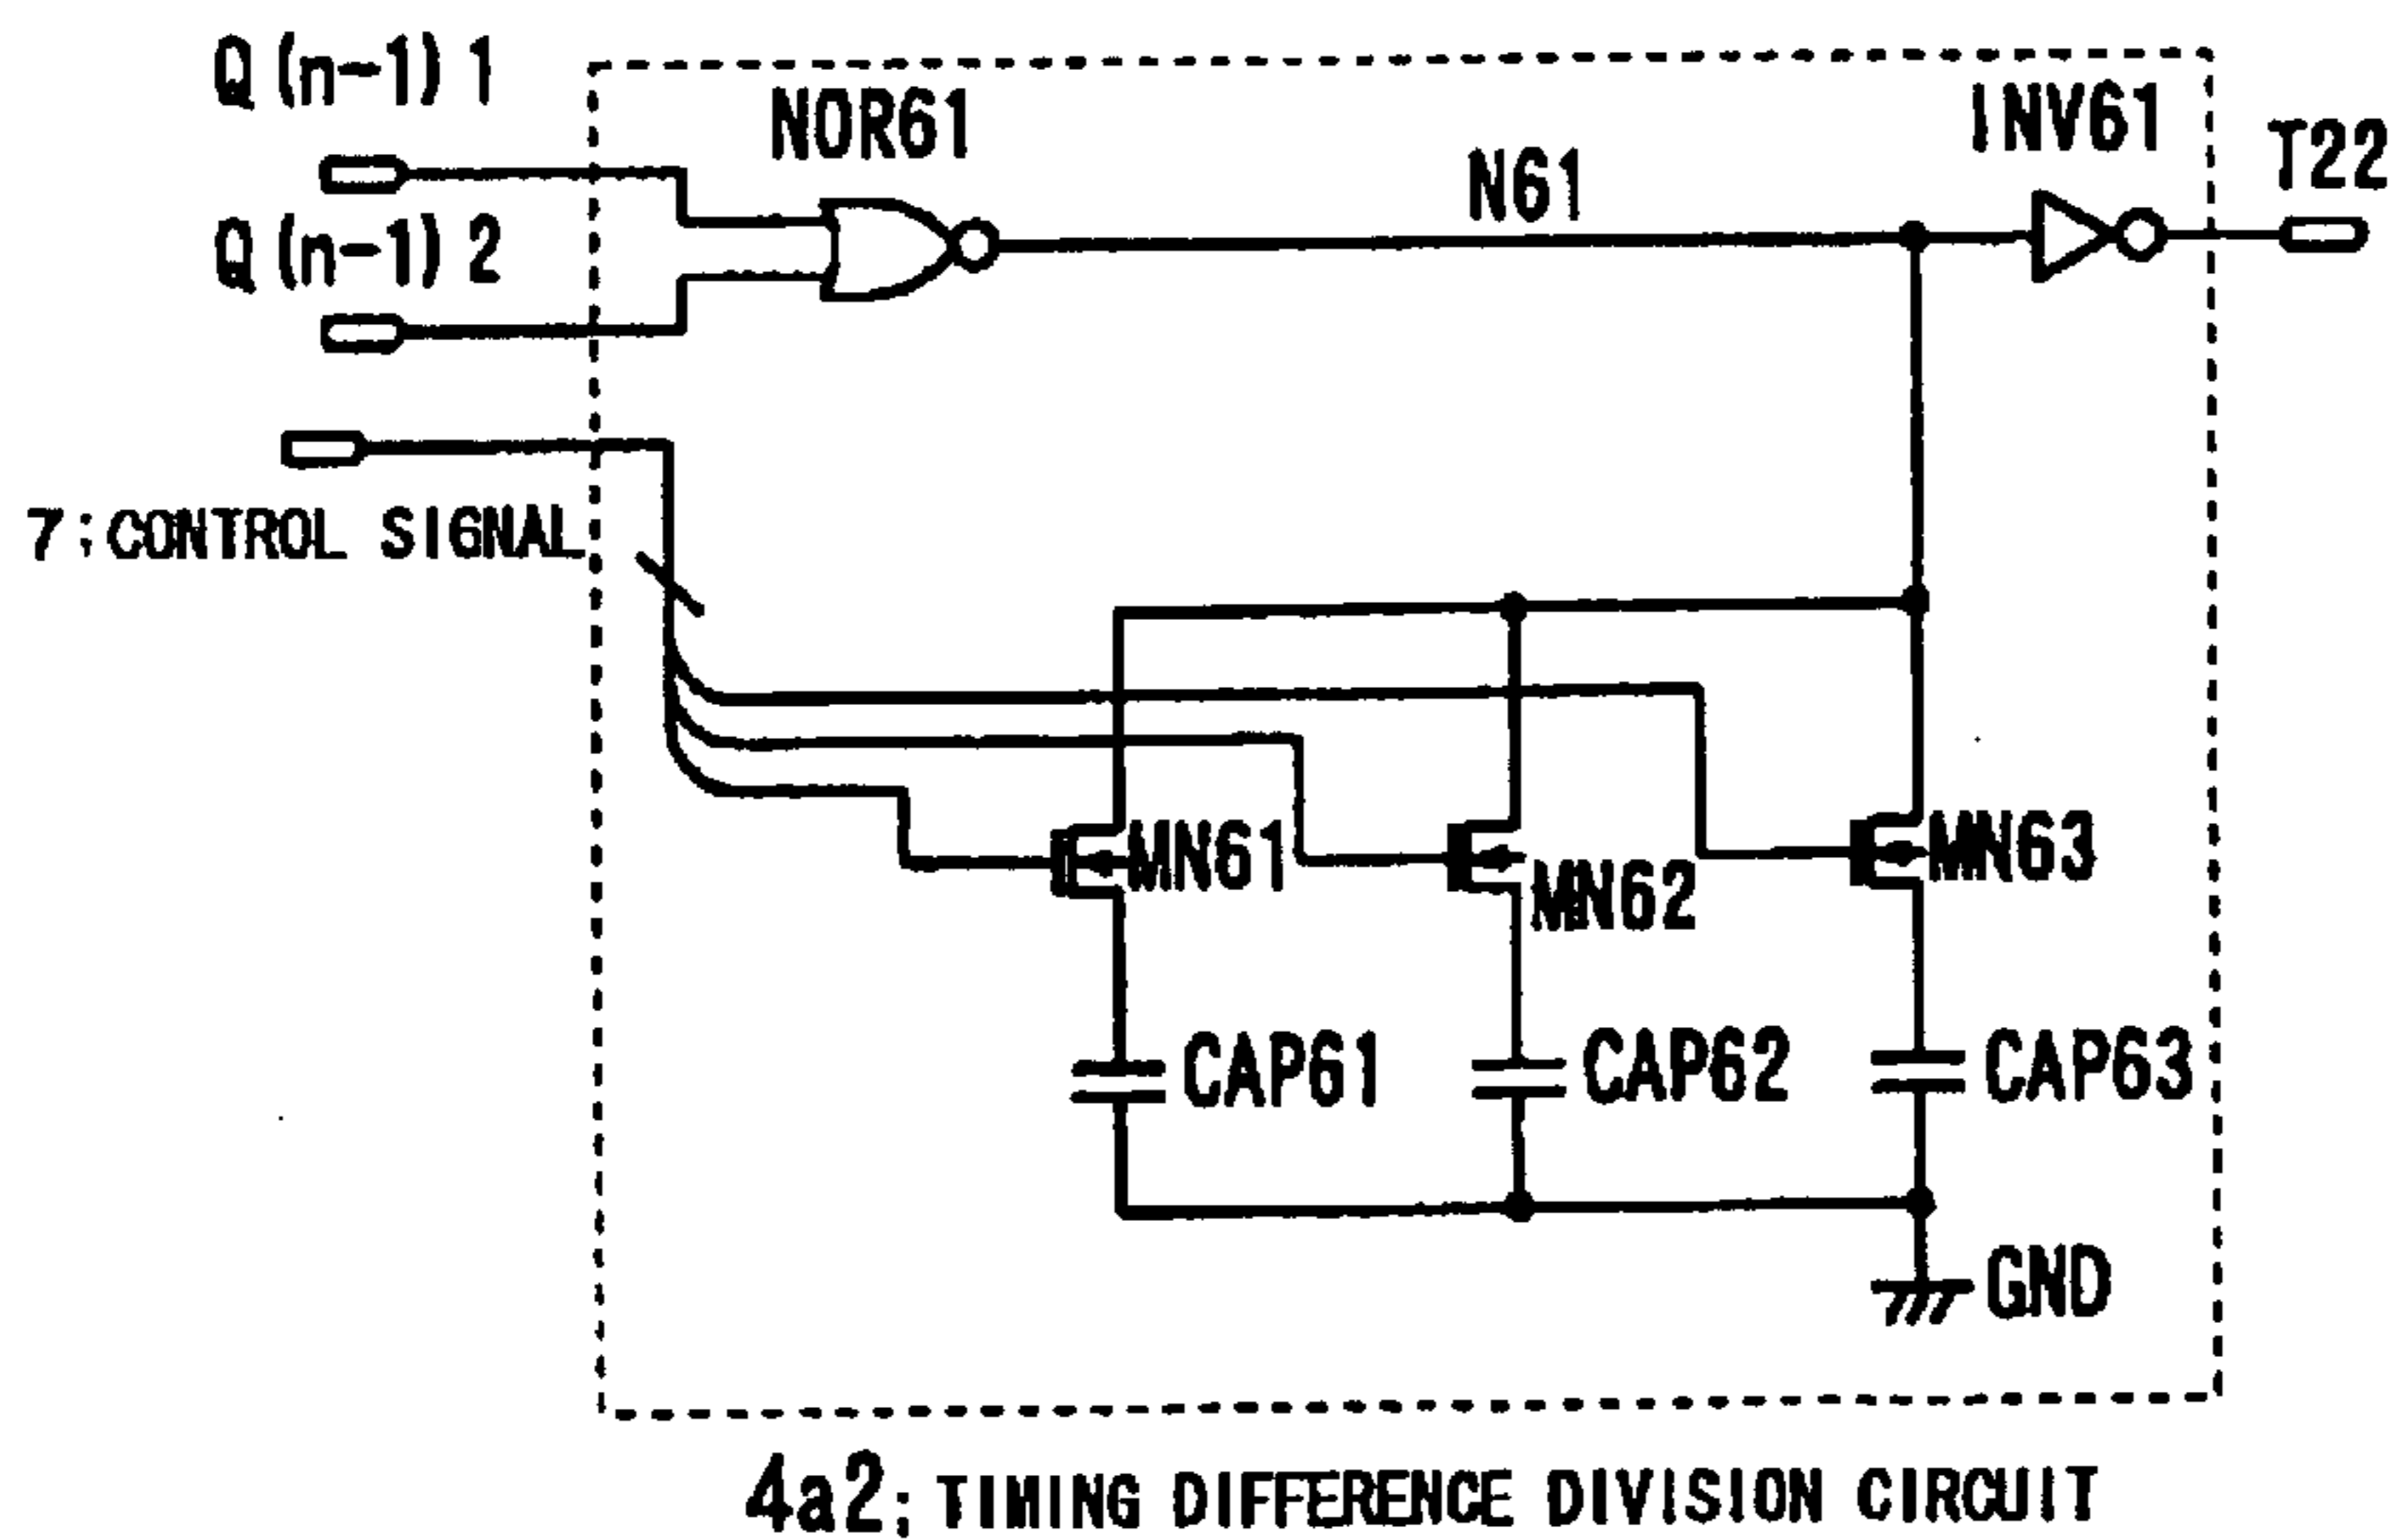 Q(n-1)1
NOR61
INV61
T22
N61
Q(n-1)2
7;CONTROL SIGNAL
MN61
MN62
MN63
CAP61
CAP62
CAP63
GND
4a2; TIMING DIFFERENCE DIVISION CIRCUIT